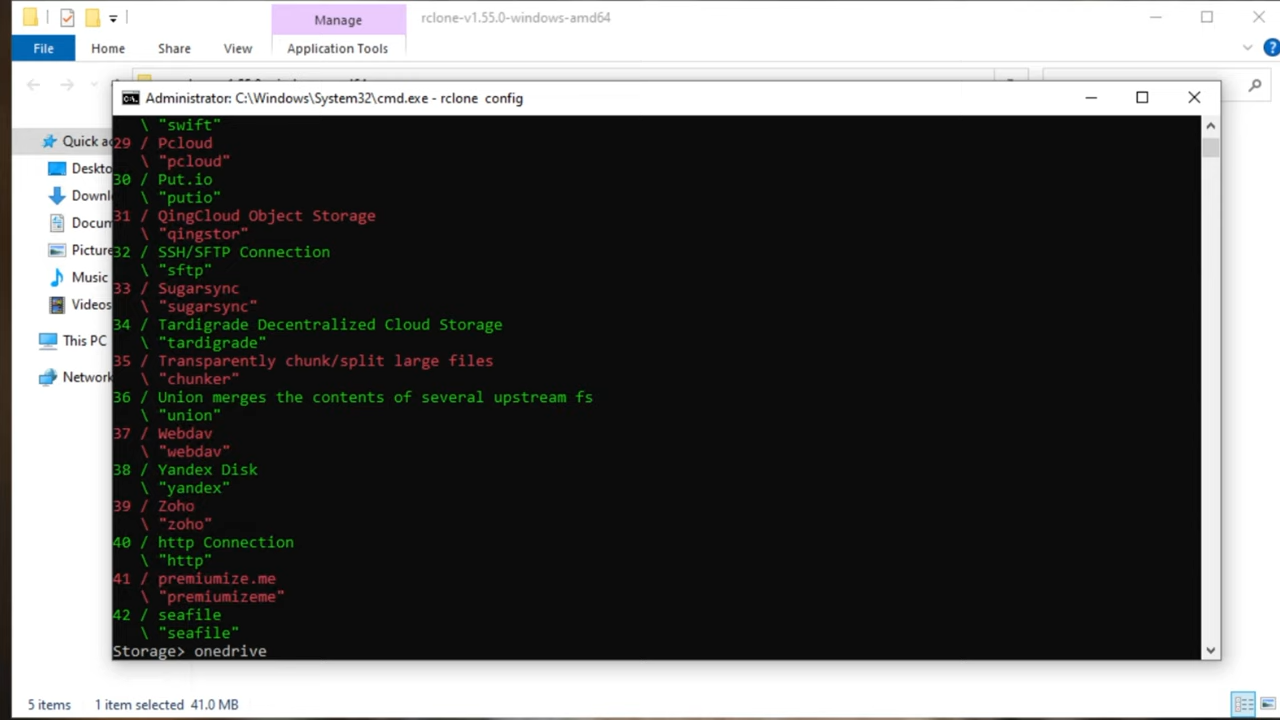 Manage
rclone-v1.55.0-windows-amd64
File
Home
Share
View
Application Tools
Administrator: C:\Windows\System32\cmd.exe - rclone  config
Quick
Music
Videos
This PC
Network
\ "swift"
29 / Pcloud
\ "pcloud"
30 / Put.io
\ "putio"
31 / QingCloud Object Storage
\ "qingstor"
32 / SSH/SFTP Connection
\ "sftp"
33 / Sugarsync
\ "sugarsync"
34 / Tardigrade Decentralized Cloud Storage
\ "tardigrade"
35 / Transparently chunk/split large files
\ "chunker"
36 / Union merges the contents of several upstream fs
\ "union"
37 / Webdav
\ "webdav"
38 / Yandex Disk
\ "yandex"
39 / Zoho
\ "zoho"
40 / http Connection
\ "http"
41 / premiumize.me
\ "premiumizeme"
42 / seafile
\ "seafile"
Storage> onedrive
5 items
1 item selected  41.0 MB